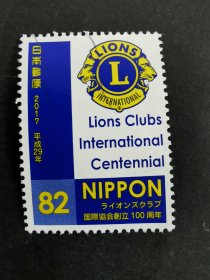 日本郵便
2017 平成29年
LIONS
L
INTERNATIONAL
Lions Clubs
International
Centennial
82
NIPPON
ライオンズクラブ
国際協会創立100周年